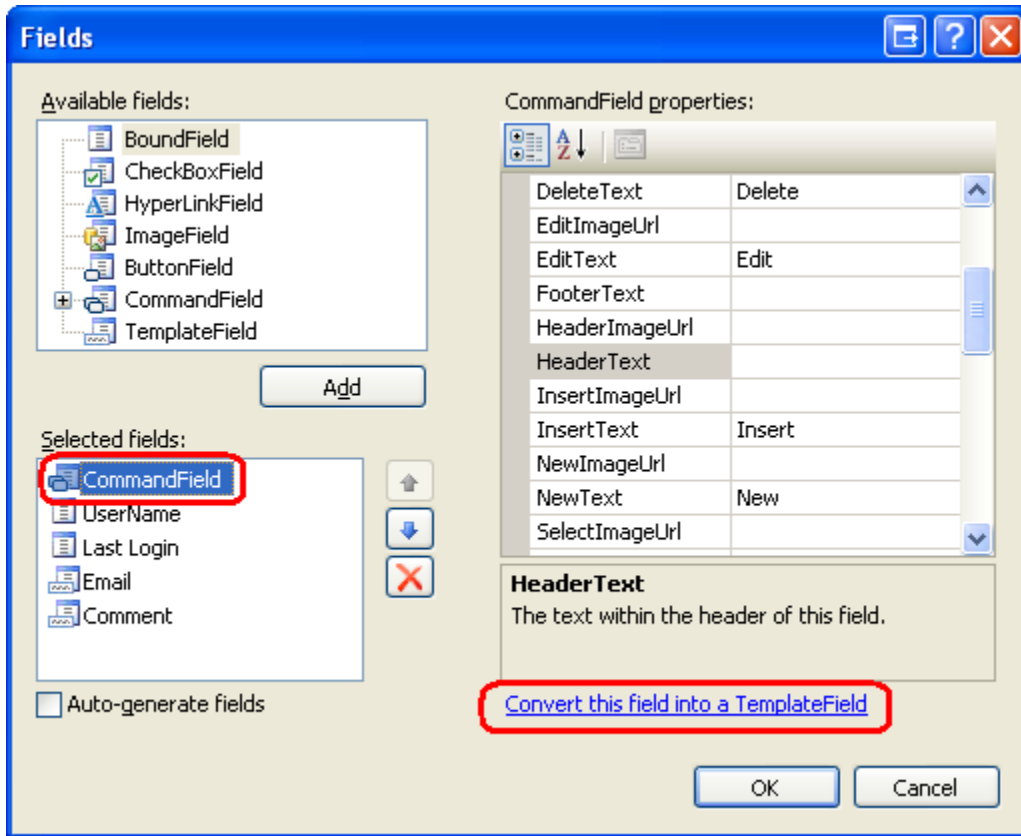 Fields
Available fields:
BoundField
CheckBoxField
HyperLinkField
ImageField
ButtonField
CommandField
TemplateField
Add
Selected fields:
CommandField
UserName
Last Login
Email
Comment
Auto-generate fields
CommandField properties:
DeleteText Delete
EditImageUrl
EditText Edit
FooterText
HeaderImageUrl
HeaderText
InsertImageUrl
InsertText Insert
NewImageUrl
NewText New
SelectImageUrl
HeaderText
The text within the header of this field.
Convert this field into a TemplateField
OK Cancel